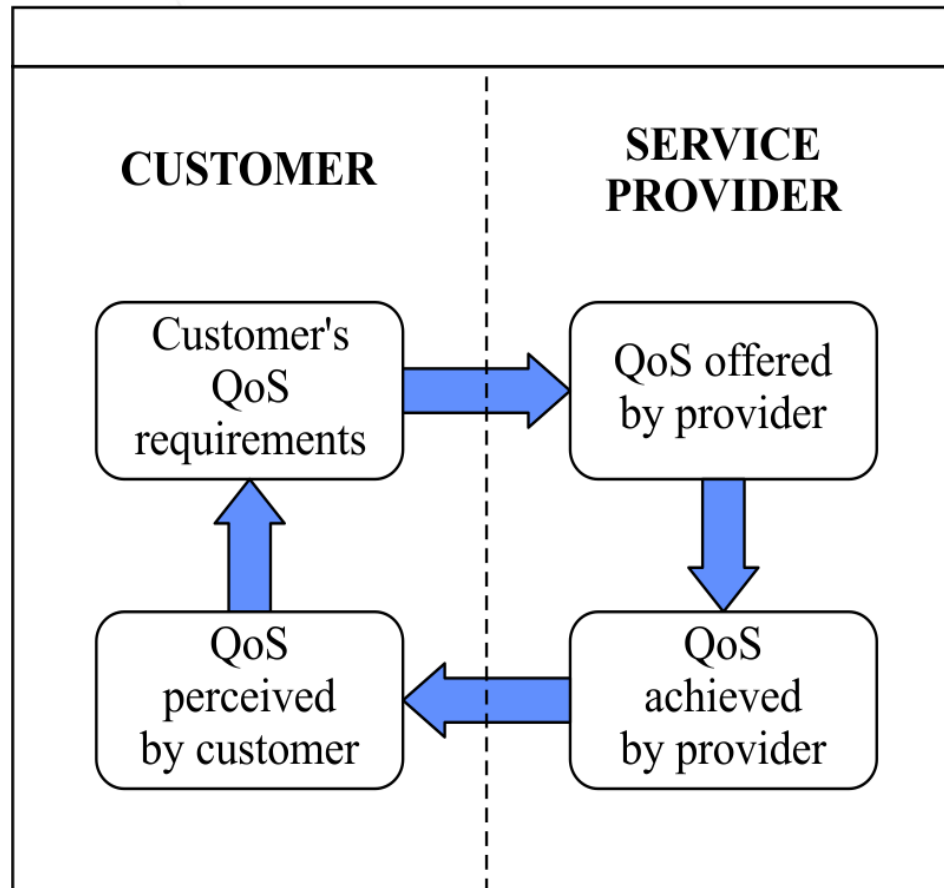 CUSTOMER
SERVICE
PROVIDER
Customer's
QoS
requirements
QoS offered
by provider
QoS
perceived
by customer
QoS
achieved
by provider